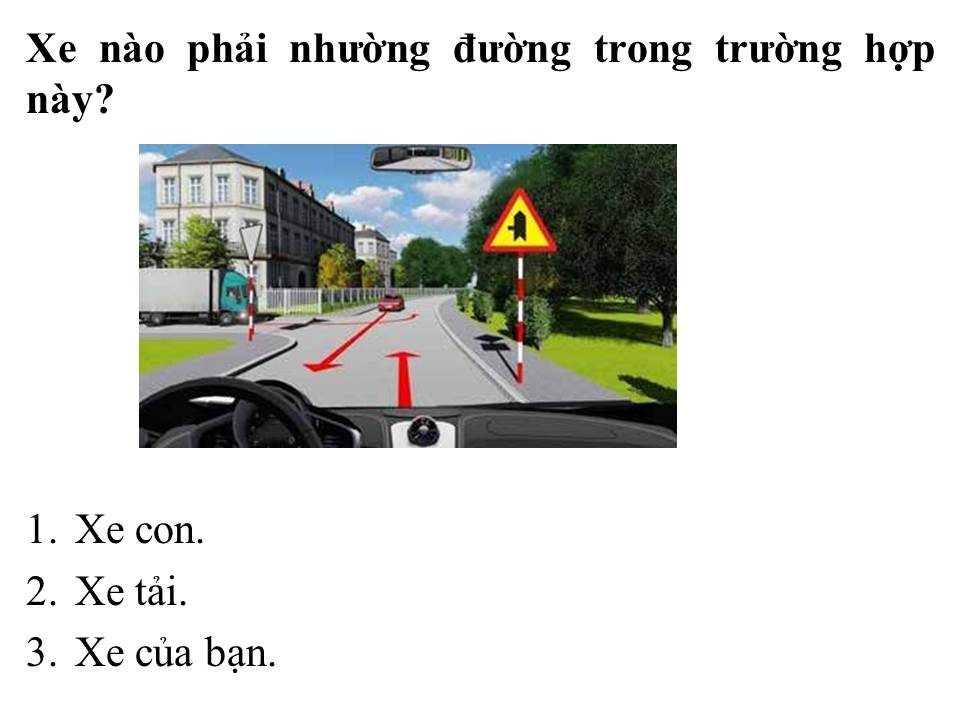 Xe nào phải nhường đường trong trường hợp
này?
1. Xe con.
2. Xe tải.
3. Xe của bạn.